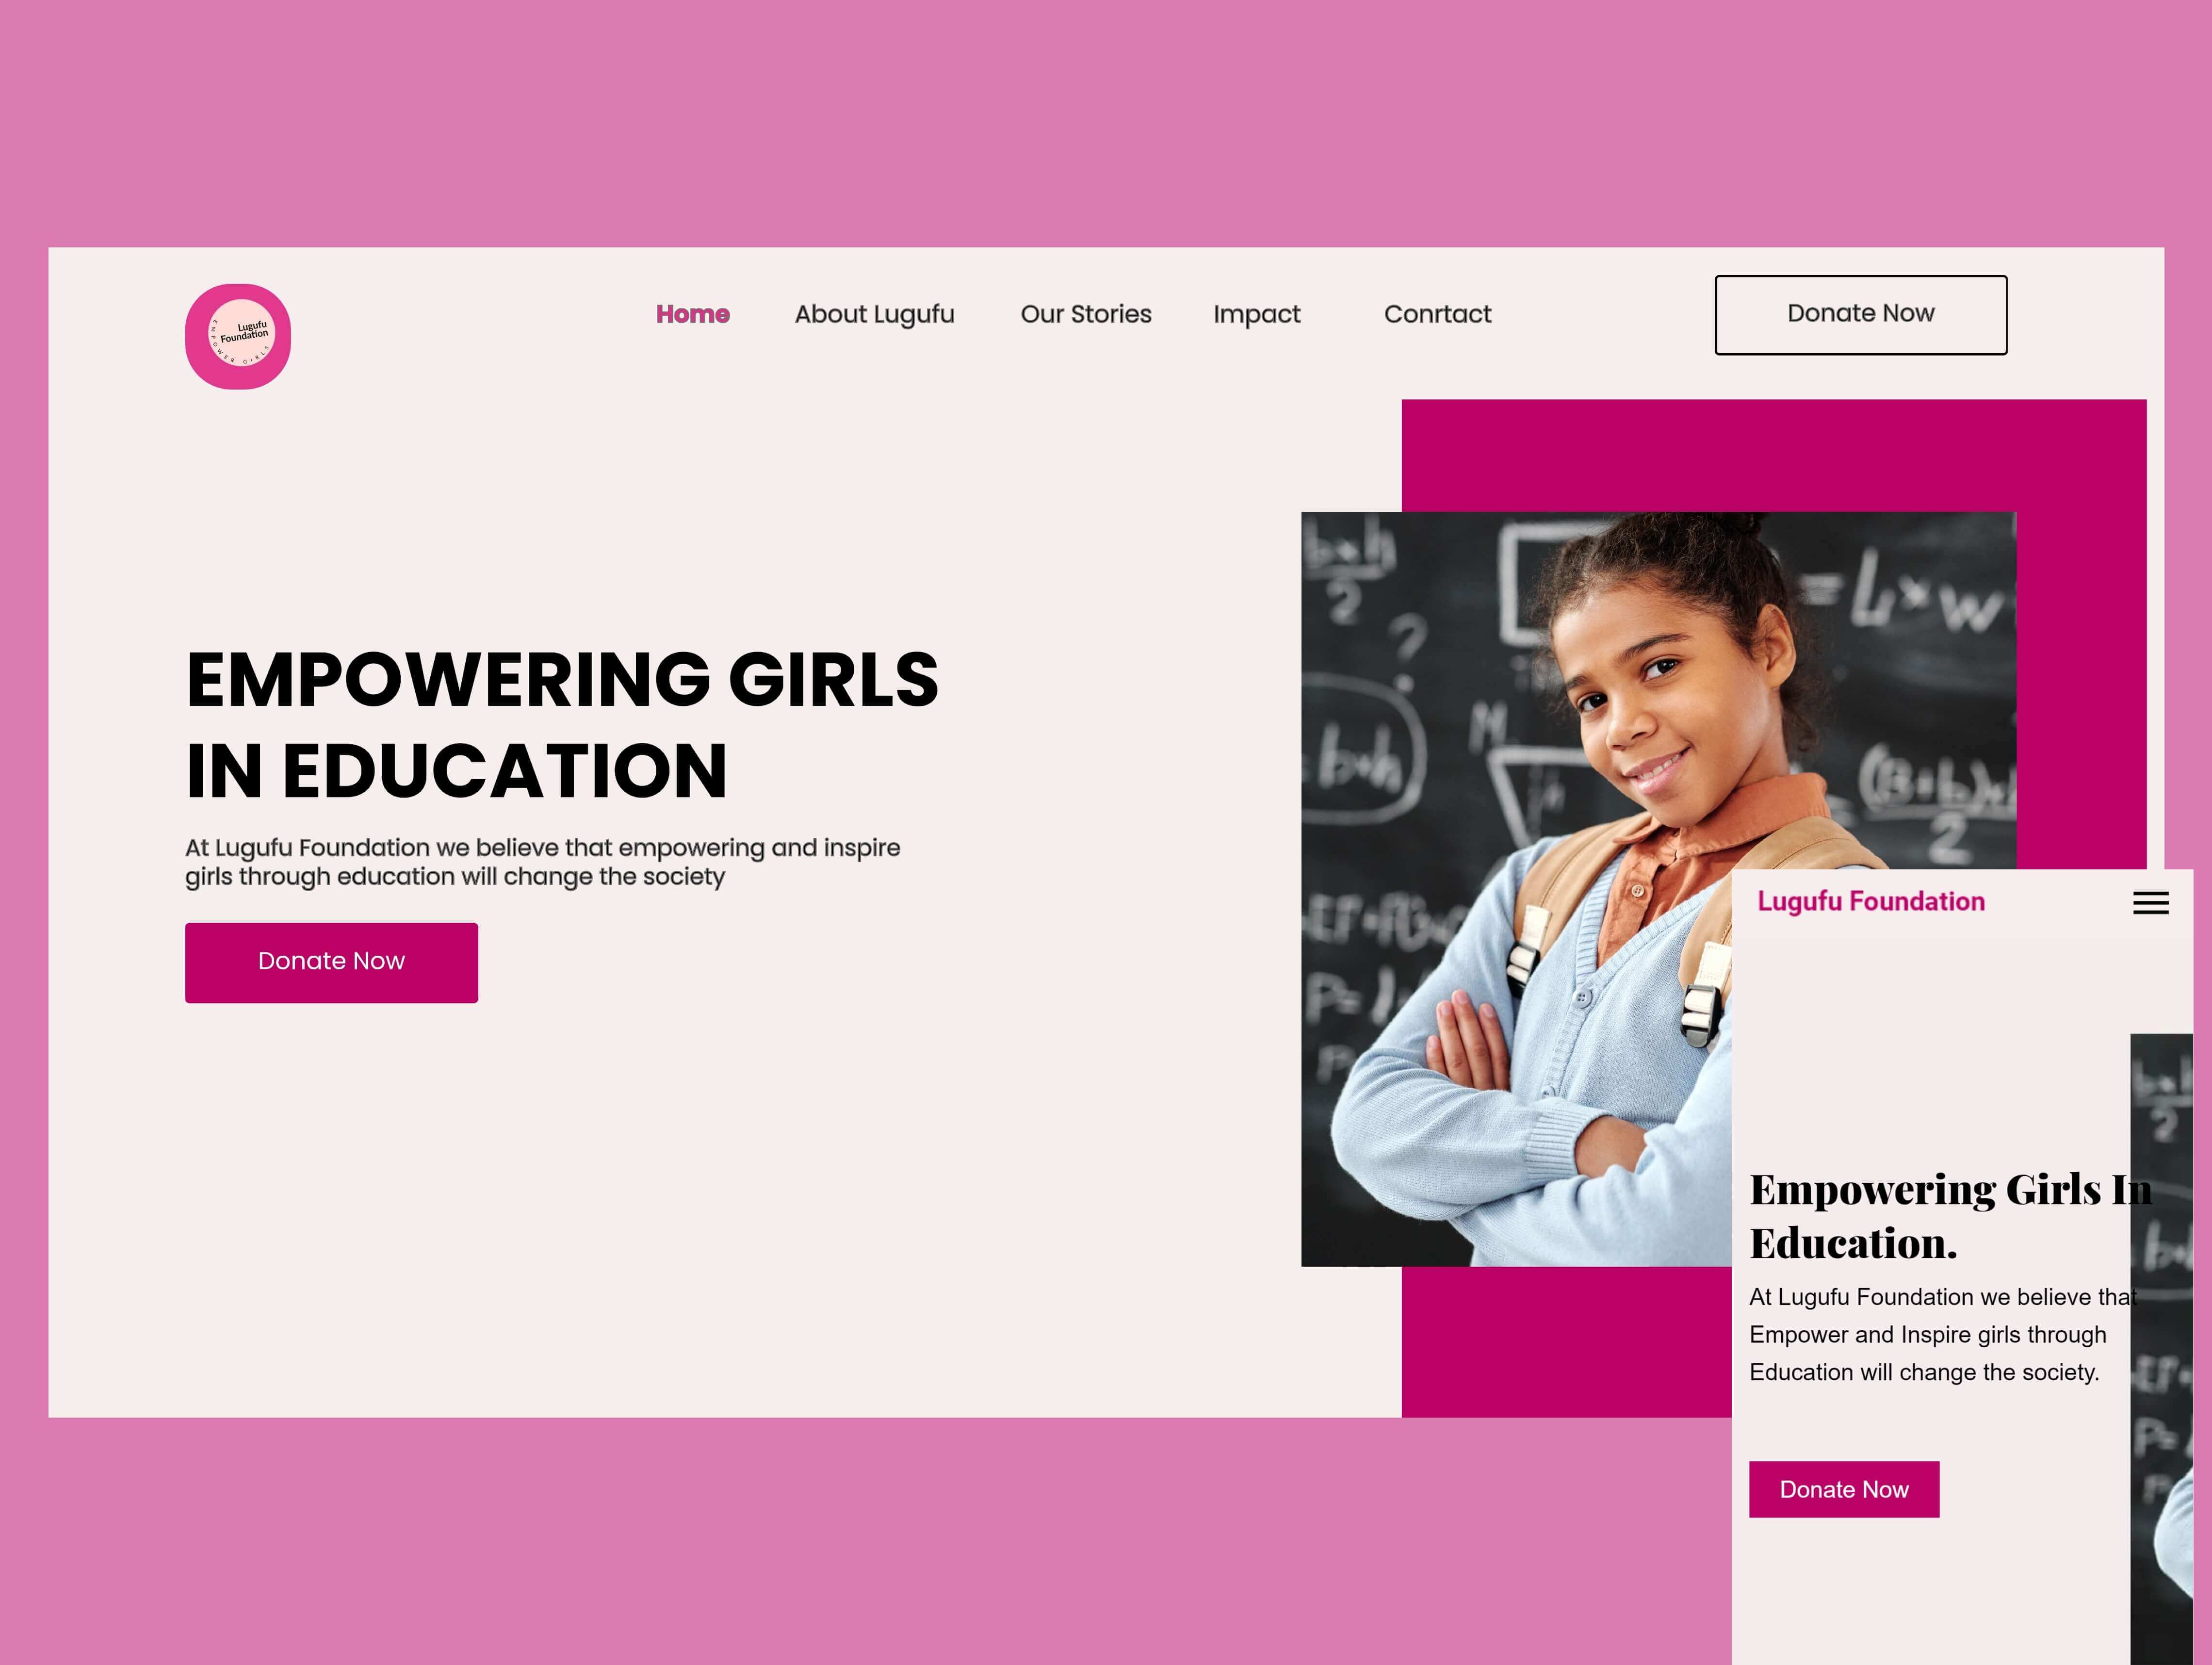 Lugufu
Foundation
EMPOWER GIRLS
Home
About Lugufu
Our Stories
Impact
Conrtact
Donate Now
EMPOWERING GIRLS
IN EDUCATION
At Lugufu Foundation we believe that empowering and inspire
girls through education will change the society
Donate Now
b×h
2
?
= L × w
b•h
M
h
(B+b)
2
P=
Lugufu Foundation
b×h
2
Empowering Girls In
Education.
At Lugufu Foundation we believe that
Empower and Inspire girls through
Education will change the society.
P=
Donate Now